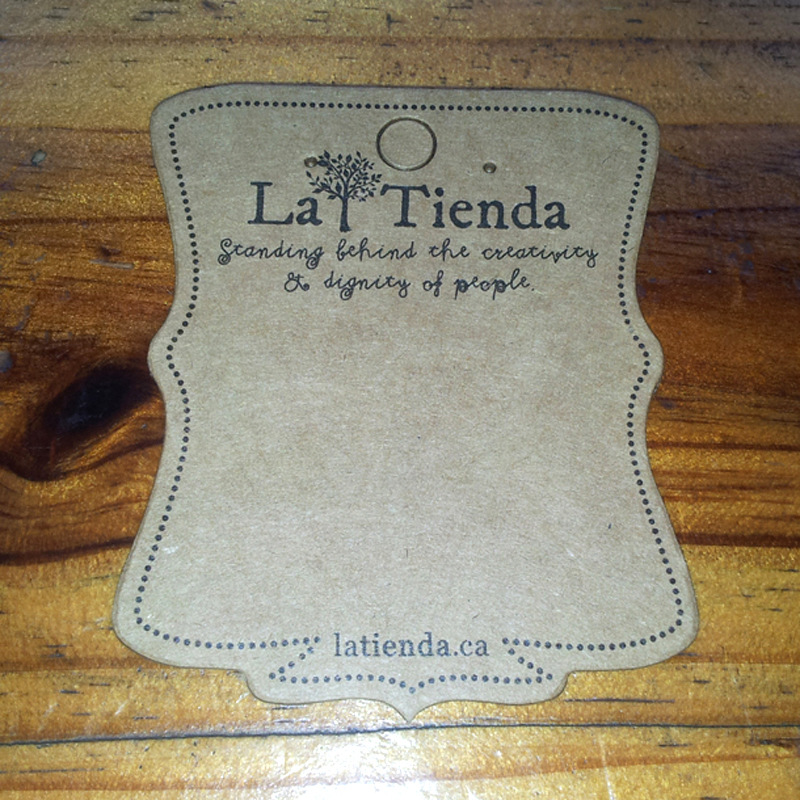 La Tienda
Standing behind the creativity
& dignity of people.
latienda.ca